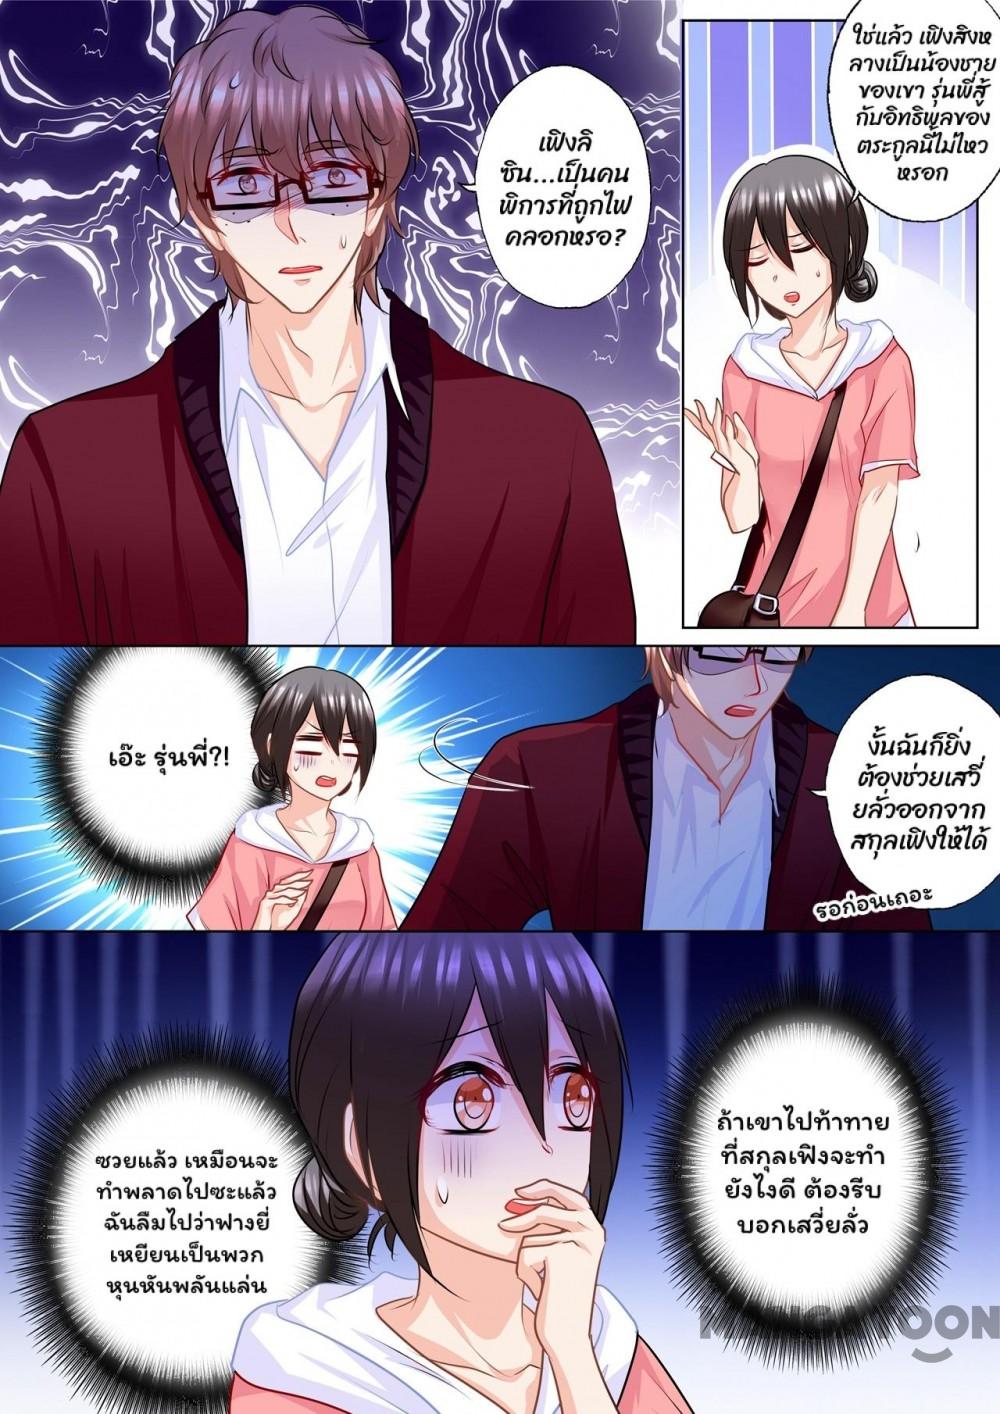 เฟิงลิ
ซิน...เป็นคน
พิการที่ถูกไฟ
คลอกหรอ?
ใช่แล้ว เฟิงสิงห
ลางเป็นน้องชาย
ของเขา รุ่นพี่สู้
กับอิทธิพลของ
ตระกูลนี้ไม่ไหว
หรอก
เอ๊ะ รุ่นพี่?!
งั้นฉันก็ยิ่ง
ต้องช่วยเสวี่
ยลั่วออกจาก
สกุลเฟิงให้ได้
รอก่อนเถอะ
ซวยแล้ว เหมือนจะ
ทำพลาดไปซะแล้ว
ฉันลืมไปว่าฟางยี่
เหยียนเป็นพวก
หุนหันพลันแล่น
ถ้าเขาไปท้าทาย
ที่สกุลเฟิงจะทำ
ยังไงดี ต้องรีบ
บอกเสวี่ยลั่ว
MANGATOON